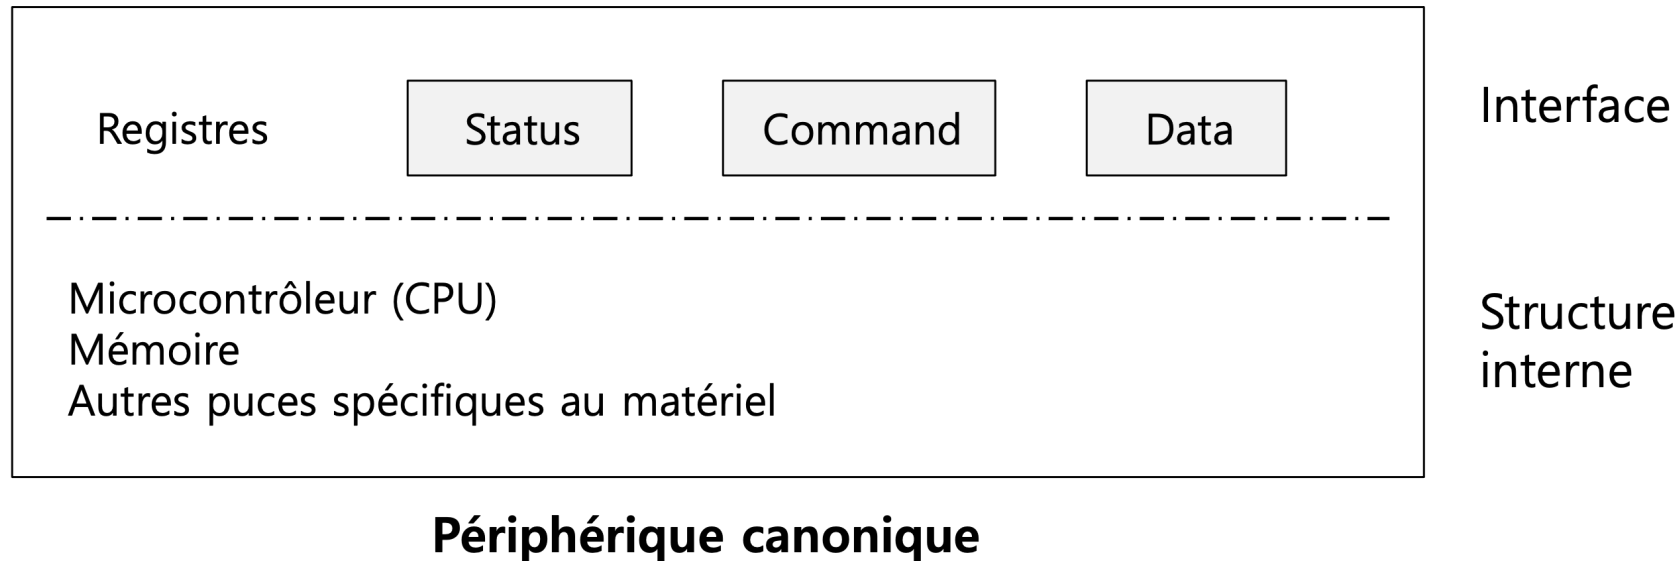 Registres Status Command Data Interface
Microcontrôleur (CPU)
Mémoire
Autres puces spécifiques au matériel
Structure
interne
Périphérique canonique